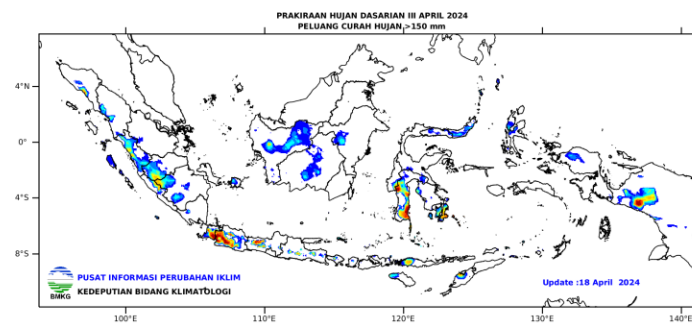 PRAKIRAAN HUJAN DASARIAN III APRIL 2024
PELUANG CURAH HUJAN >150 mm
4°N
0°
4°S
8°S
PUSAT INFORMASI PERUBAHAN IKLIM
KEDEPUTIAN BIDANG KLIMATOLOGI
BMKG
Update :18 April 2024
100°E
110°E
120°E
130°E
140°E